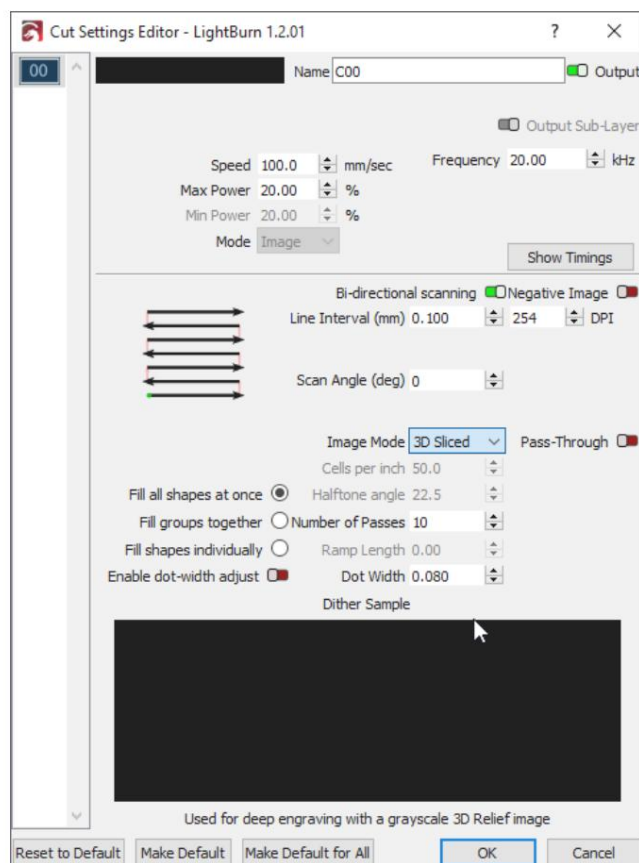 Cut Settings Editor - LightBurn 1.2.01 ?
00
Name C00 Output
Output Sub-Layer
Speed 100.0 mm/sec Frequency 20.00 kHz
Max Power 20.00 %
Min Power 20.00 %
Mode Image
Show Timings
Bi-directional scanning Negative Image
Line Interval (mm) 0.100 254 DPI
Scan Angle (deg) 0
Image Mode 3D Sliced Pass-Through
Cells per inch 50.0
Fill all shapes at once Halftone angle 22.5
Fill groups together Number of Passes 10
Fill shapes individually Ramp Length 0.00
Enable dot-width adjust Dot Width 0.080
Dither Sample
Used for deep engraving with a grayscale 3D Relief image
Reset to Default Make Default Make Default for All OK Cancel